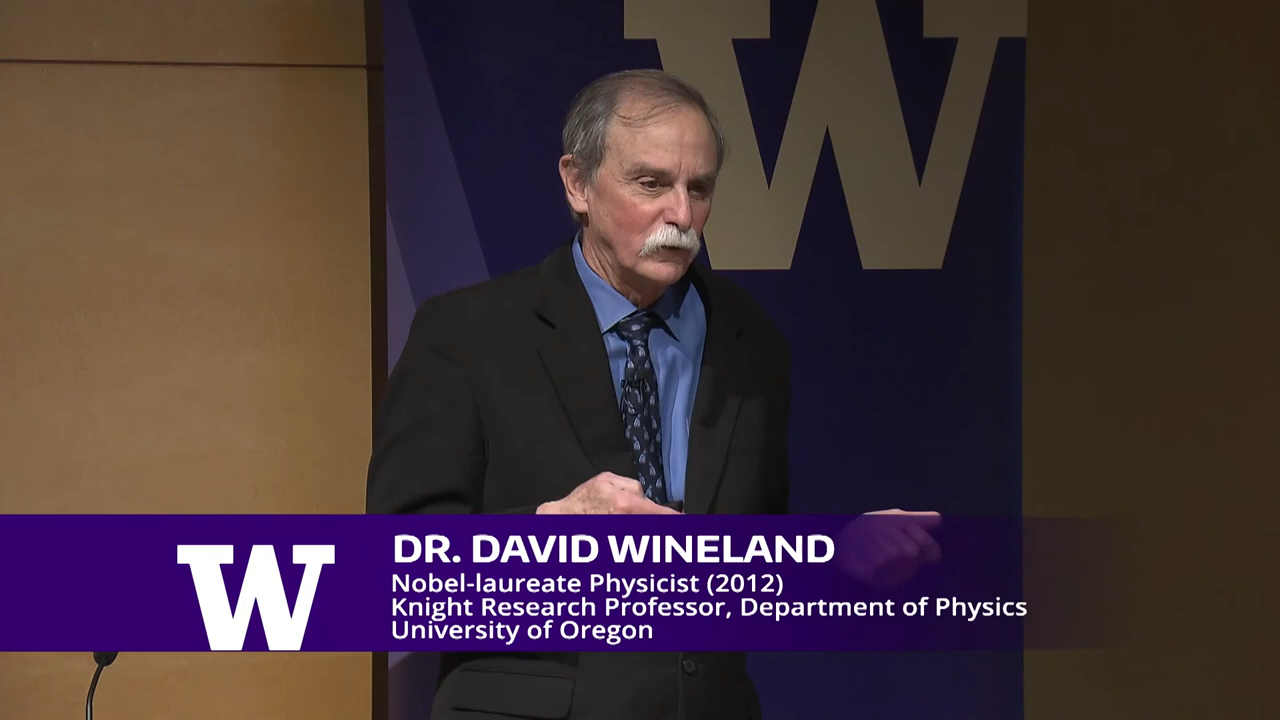 W
W
DR. DAVID WINELAND
Nobel-laureate Physicist (2012)
Knight Research Professor, Department of Physics
University of Oregon